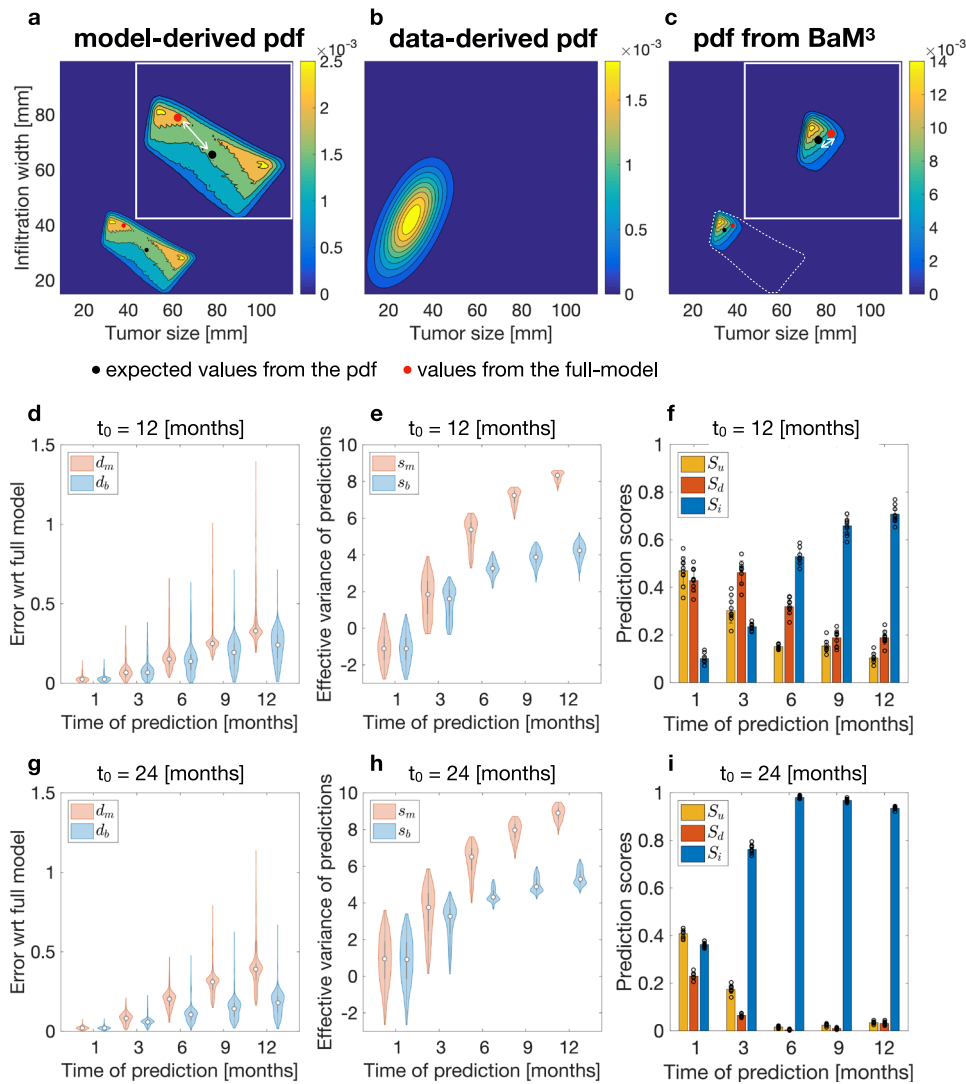 a
model-derived pdf
×10⁻³
2.5
2
1.5
1
0.5
0
80
60
40
20
Infiltration width [mm]
20 40 60 80 100
Tumor size [mm]
b
data-derived pdf
×10⁻³
1.5
1
0.5
0
20 40 60 80 100
Tumor size [mm]
c
pdf from BaM³
×10⁻³
14
12
10
8
6
4
2
0
20 40 60 80 100
Tumor size [mm]
expected values from the pdf
values from the full-model
d
t₀ = 12 [months]
dₘ
d_b
1.5
1
0.5
0
Error wrt full model
1 3 6 9 12
Time of prediction [months]
e
t₀ = 12 [months]
sₘ
s_b
10
8
6
4
2
0
-2
Effective variance of predictions
1 3 6 9 12
Time of prediction [months]
f
t₀ = 12 [months]
S_u
S_d
S_i
1
0.8
0.6
0.4
0.2
0
Prediction scores
1 3 6 9 12
Time of prediction [months]
g
t₀ = 24 [months]
dₘ
d_b
1.5
1
0.5
0
Error wrt full model
1 3 6 9 12
Time of prediction [months]
h
t₀ = 24 [months]
sₘ
s_b
10
8
6
4
2
0
-2
Effective variance of predictions
1 3 6 9 12
Time of prediction [months]
i
t₀ = 24 [months]
S_u
S_d
S_i
1
0.8
0.6
0.4
0.2
0
Prediction scores
1 3 6 9 12
Time of prediction [months]